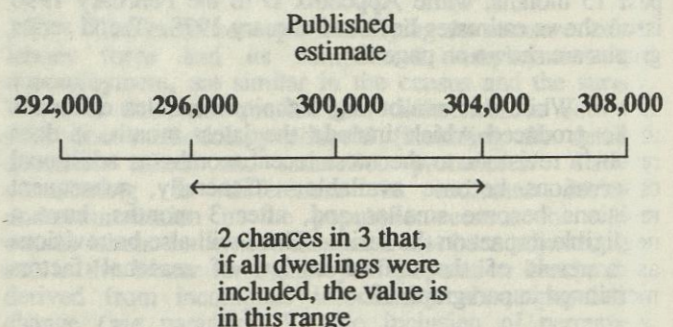 Published
estimate
292,000 296,000 300,000 304,000 308,000
2 chances in 3 that,
if all dwellings were
included, the value is
in this range